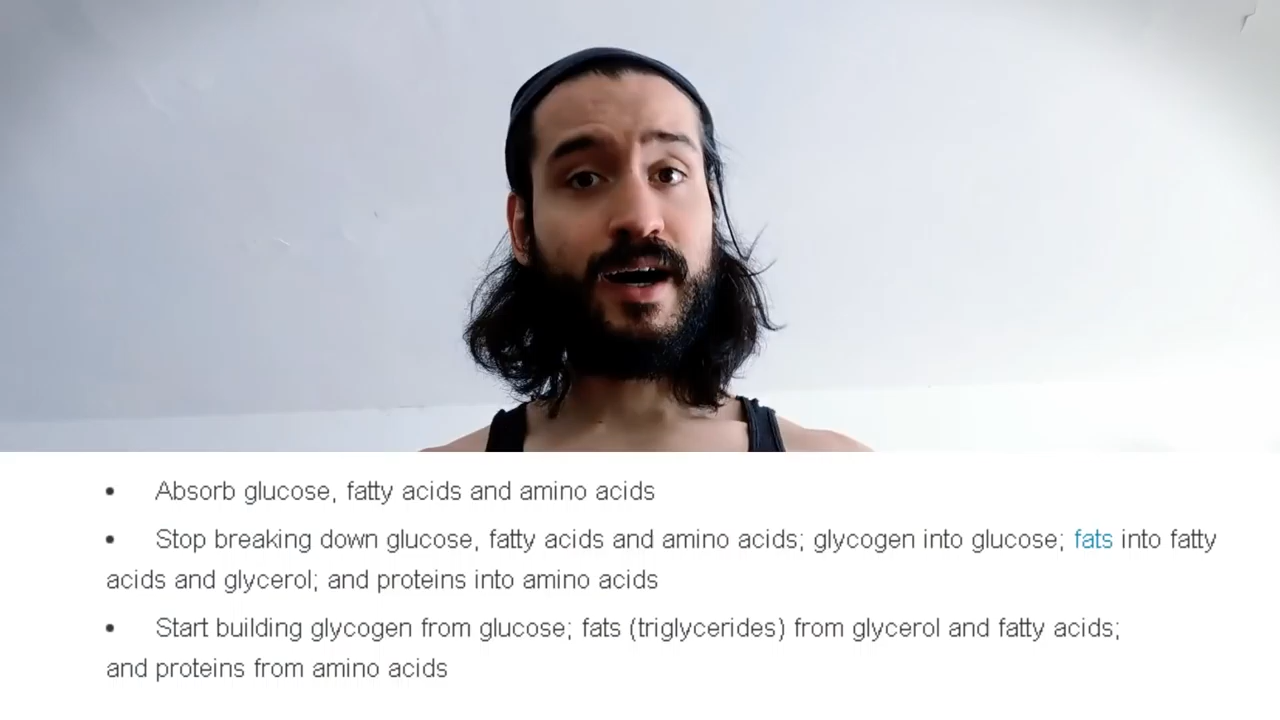 • Absorb glucose, fatty acids and amino acids
• Stop breaking down glucose, fatty acids and amino acids; glycogen into glucose; fats into fatty
acids and glycerol; and proteins into amino acids
• Start building glycogen from glucose; fats (triglycerides) from glycerol and fatty acids;
and proteins from amino acids